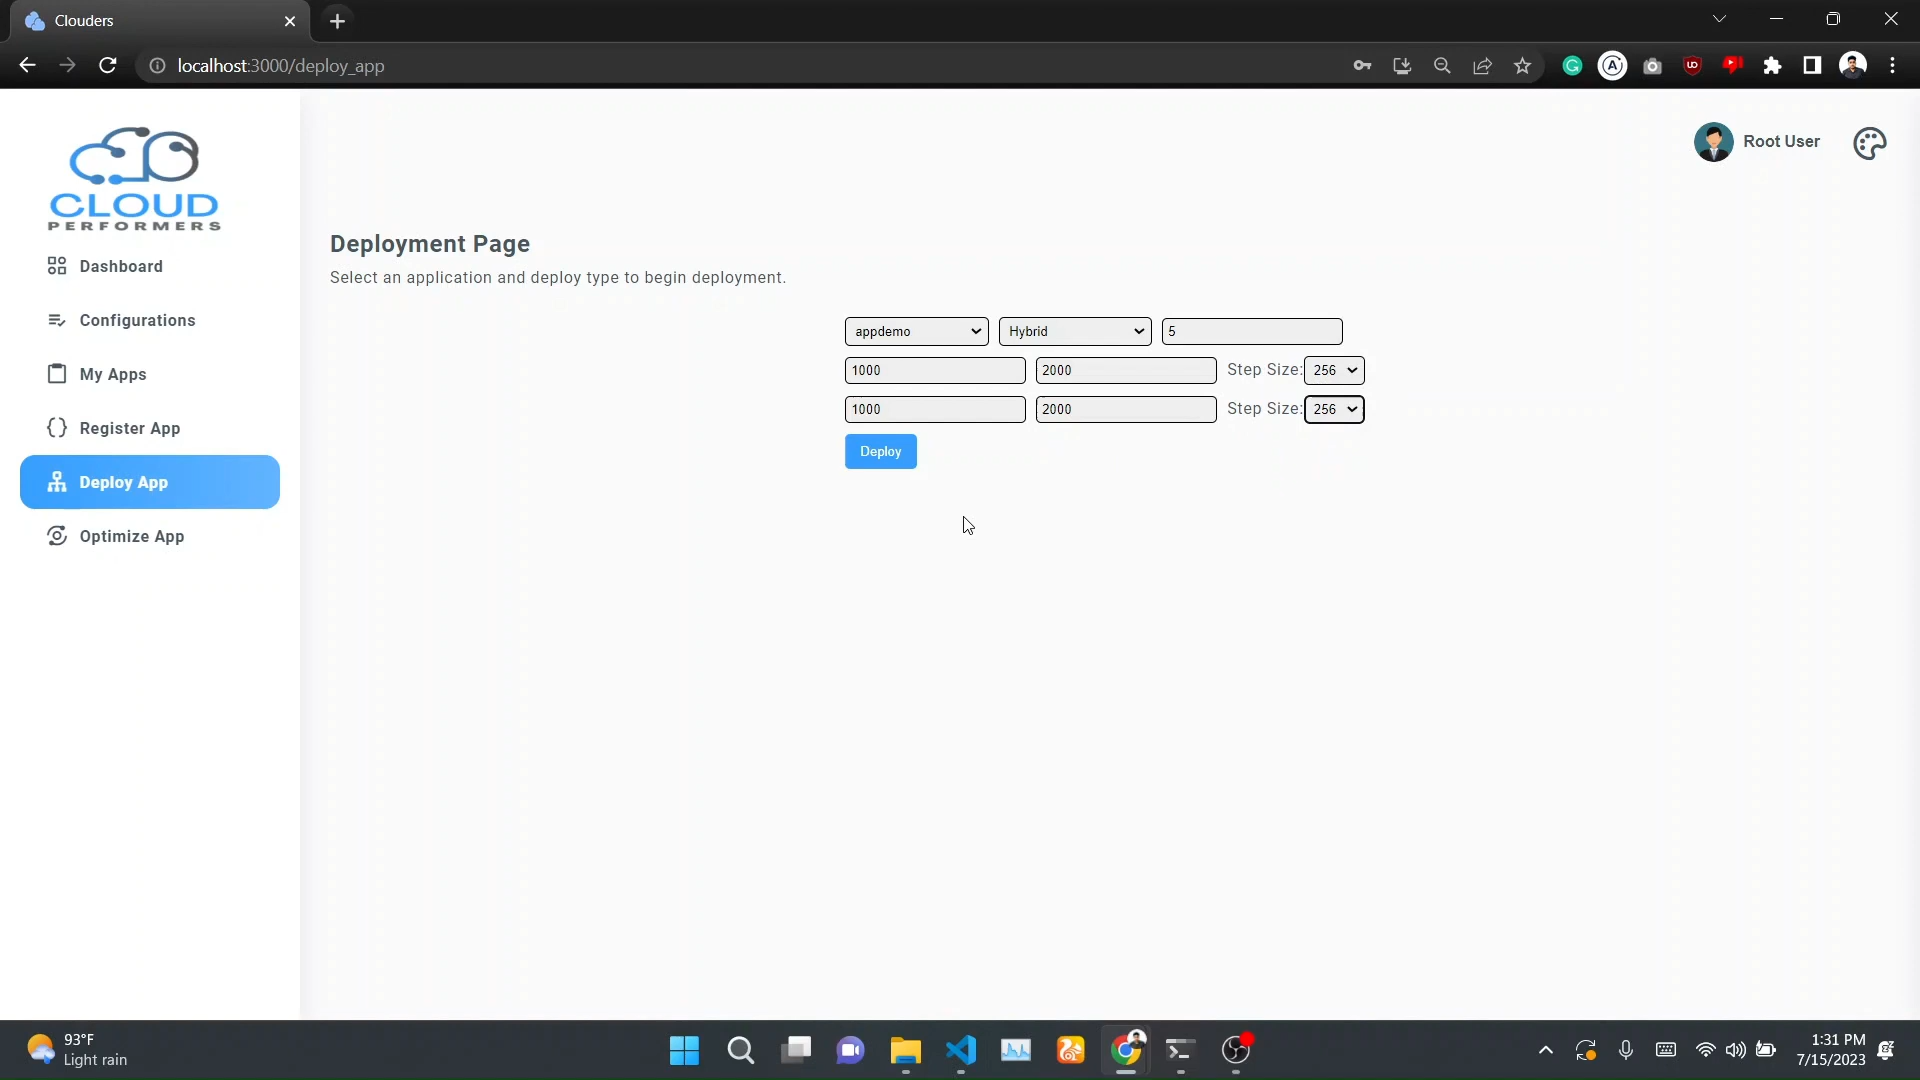 Clouders
localhost:3000/deploy_app
CLOUD
PERFORMERS
Root User
Dashboard
Configurations
My Apps
Register App
Deploy App
Optimize App
Deployment Page
Select an application and deploy type to begin deployment.
appdemo Hybrid 5
1000 2000 Step Size: 256
1000 2000 Step Size: 256
Deploy
93°F
Light rain
1:31 PM
7/15/2023